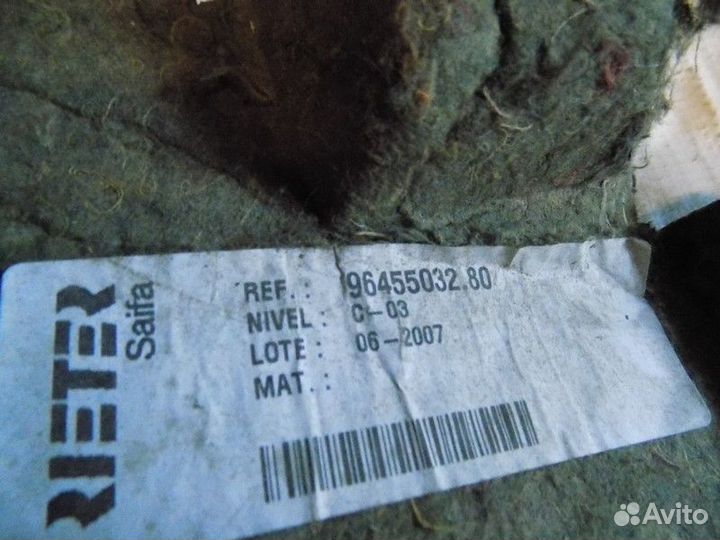 RIETER
Saifa
REF.: 96455032.80
NIVEL: C-03
LOTE: 06-2007
MAT.:
Avito